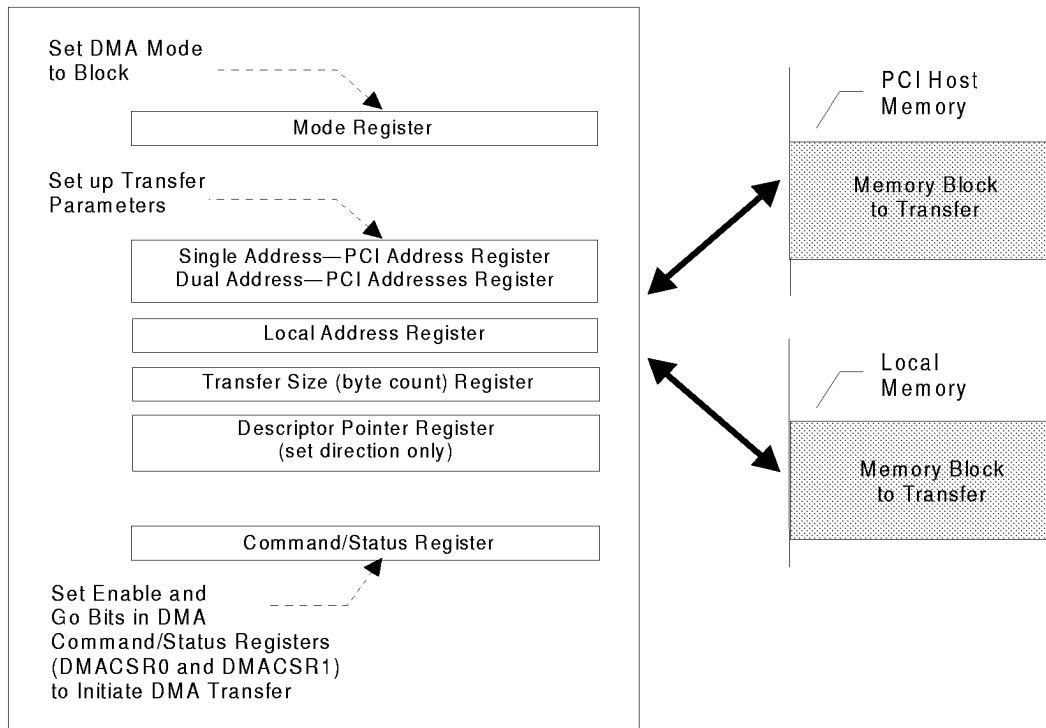 Set DMA Mode
to Block
Mode Register
Set up Transfer
Parameters
Single Address—PCI Address Register
Dual Address—PCI Addresses Register
Local Address Register
Transfer Size (byte count) Register
Descriptor Pointer Register
(set direction only)
Command/Status Register
Set Enable and
Go Bits in DMA
Command/Status Registers
(DMACSR0 and DMACSR1)
to Initiate DMA Transfer
PCI Host
Memory
Memory Block
to Transfer
Local
Memory
Memory Block
to Transfer